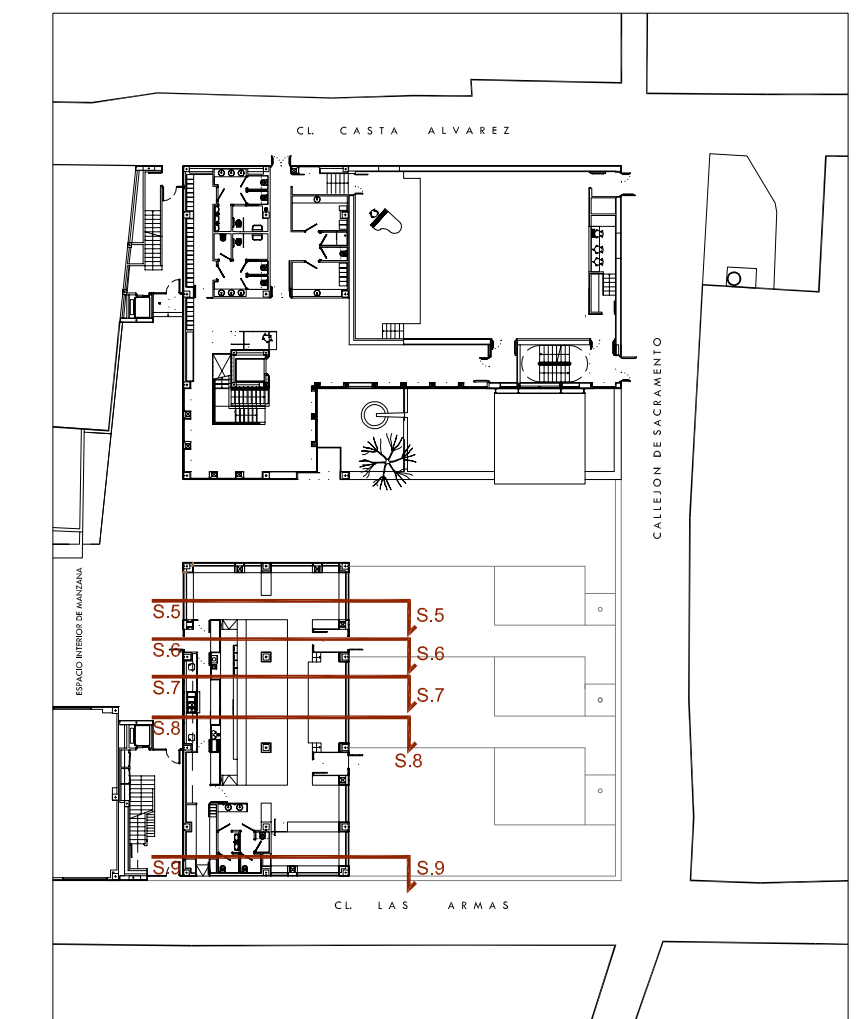 CL. CASTA ALVAREZ
CALLEJON DE SACRAMENTO
ESPACIO INTERIOR DE MANZANA
S.5
S.5
S.6
S.6
S.7
S.7
S.8
S.8
S.9
S.9
CL. LAS ARMAS